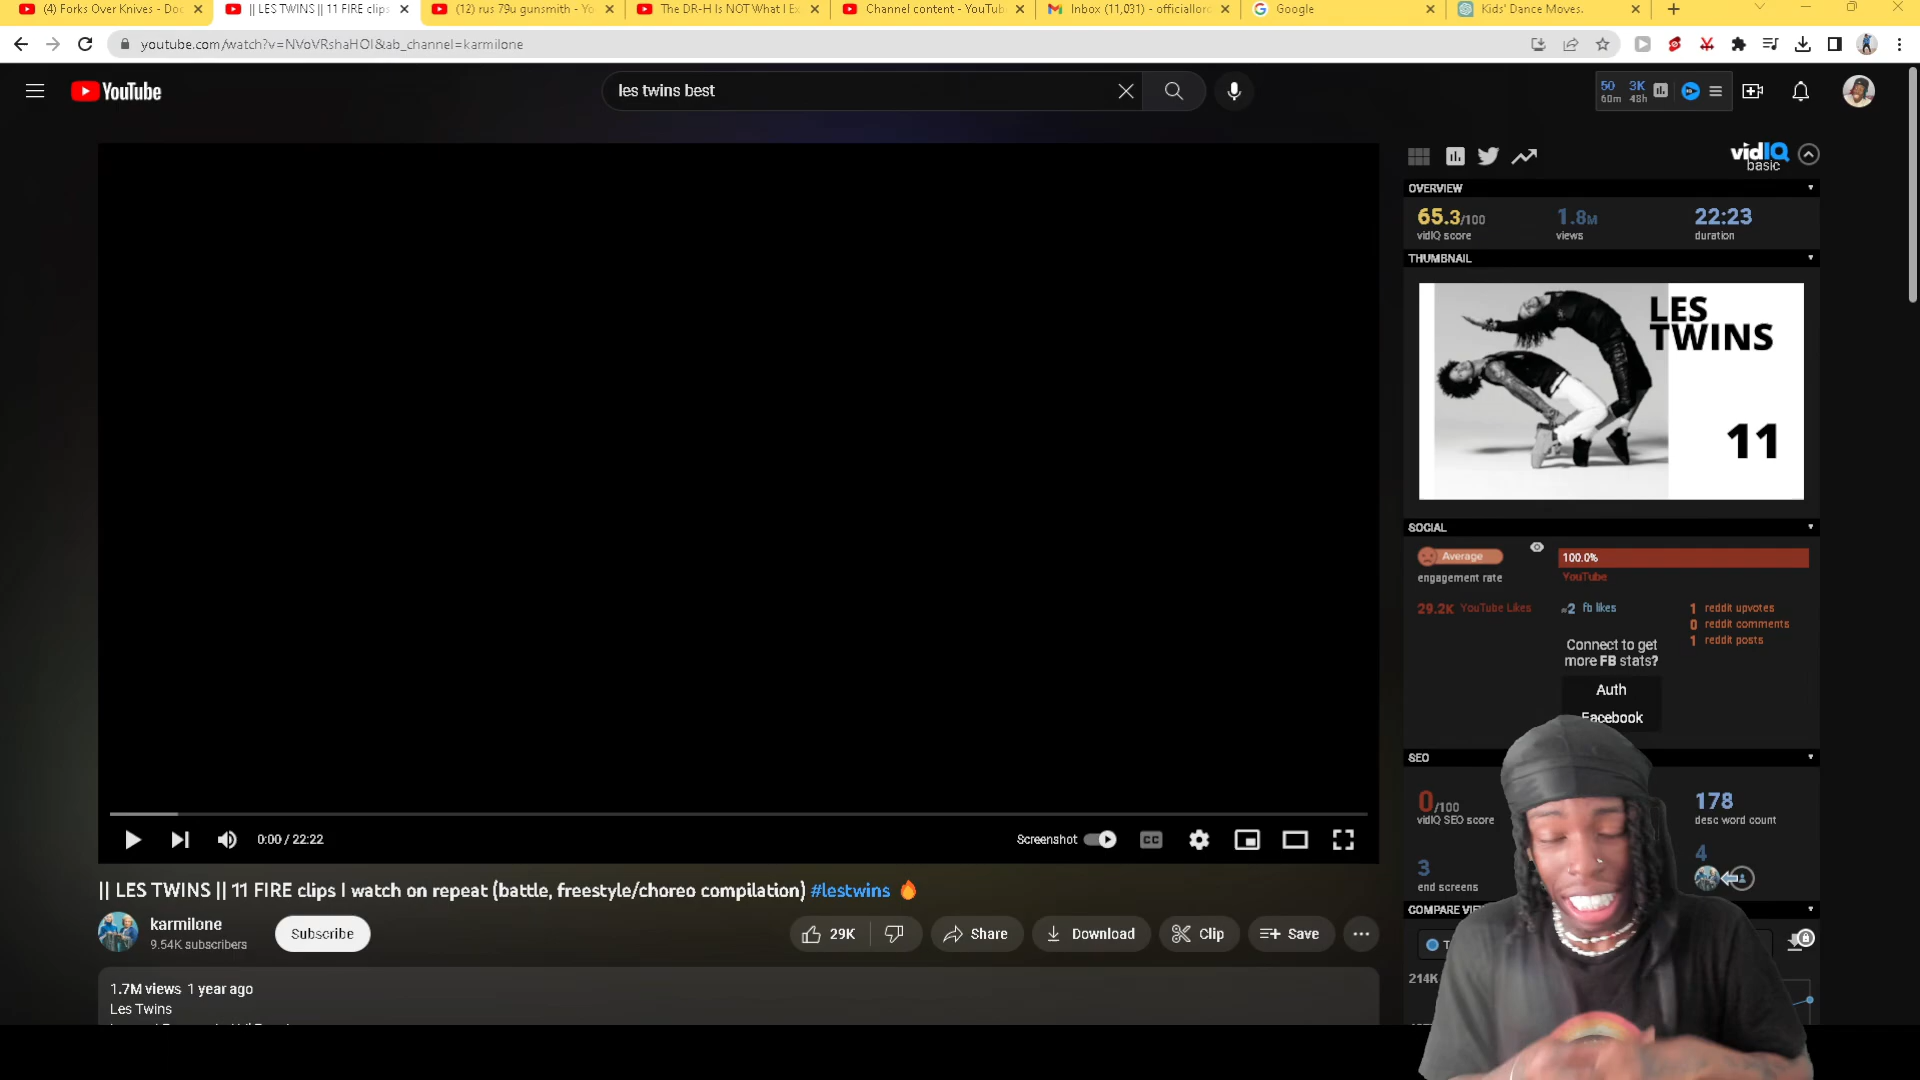 (4) Forks Over Knives - Doc
|| LES TWINS || 11 FIRE clips
(12) rus 79u gunsmith - Yo
The DR-H Is NOT What I Ex
Channel content - YouTub
Inbox (11,031) - officiallor
Google
Kids' Dance Moves.
youtube.com/watch?v=NVoVRshaHOI&ab_channel=karmilone
YouTube
les twins best
50
60m
3K
48h
vidIQ
basic
OVERVIEW
65.3/100
vidIQ score
1.8M
views
22:23
duration
THUMBNAIL
LES
TWINS
11
SOCIAL
Average
engagement rate
100.0%
YouTube
29.2K YouTube Likes
≈2 fb likes
1 reddit upvotes
0 reddit comments
1 reddit posts
Connect to get
more FB stats?
Auth
Facebook
SEO
0/100
vidIQ SEO score
178
desc word count
3
end screens
4
COMPARE VIE
214K
0:00 / 22:22
Screenshot
CC
|| LES TWINS || 11 FIRE clips I watch on repeat (battle, freestyle/choreo compilation) #lestwins 🔥
karmilone
9.54K subscribers
Subscribe
29K
Share
Download
Clip
Save
1.7M views 1 year ago
Les Twins